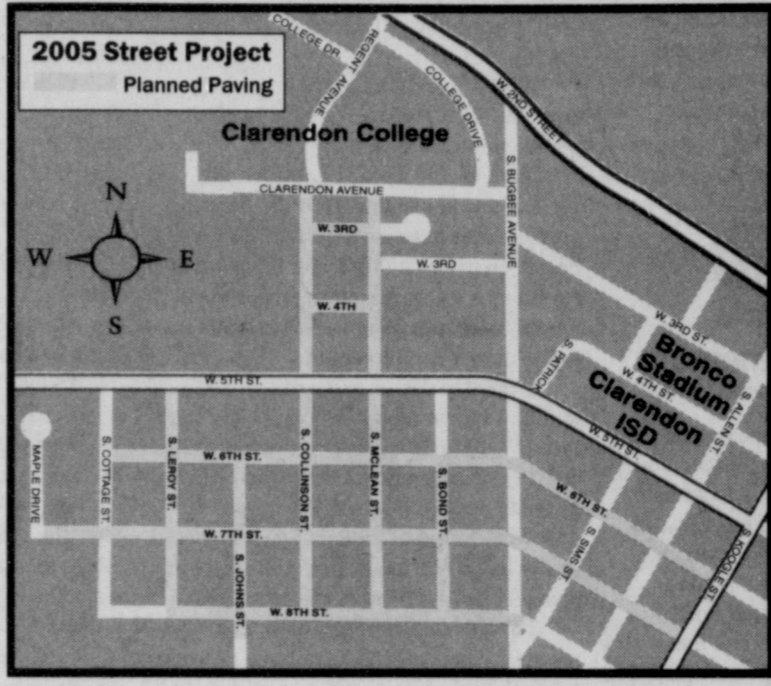 2005 Street Project
Planned Paving
COLLEGE DR.
REGENT AVENUE
AVENUE
COLLEGE DRIVE
W. 2ND STREET
Clarendon College
CLARENDON AVENUE
S. BUGBEE AVENUE
N
W E
S
W. 3RD
W. 3RD
W. 4TH
W. 3RD ST.
Bronco
Stadium
S. PATRICK
W. 4TH ST.
Clarendon
ISD
S. ALLEN ST.
W. 5TH ST.
W. 5TH ST.
MAPLE DRIVE
S. COTTAGE ST.
S. LEROY ST.
W. 6TH ST.
S. COLLINSON ST.
S. MCLEAN ST.
S. BOND ST.
W. 6TH ST.
W. 7TH ST.
S. JOHNS ST.
S. SIMS ST.
S. KOOGLE ST.
W. 8TH ST.